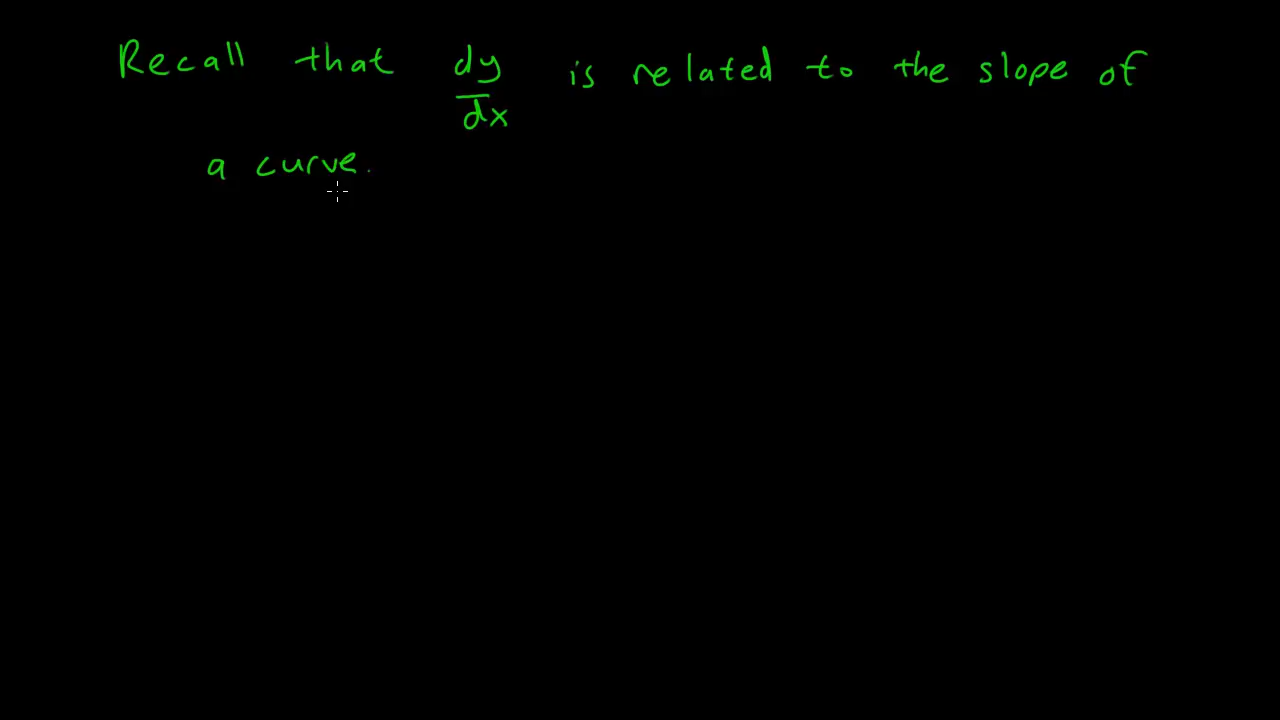 Recall that dy/dx is related to the slope of
a curve.